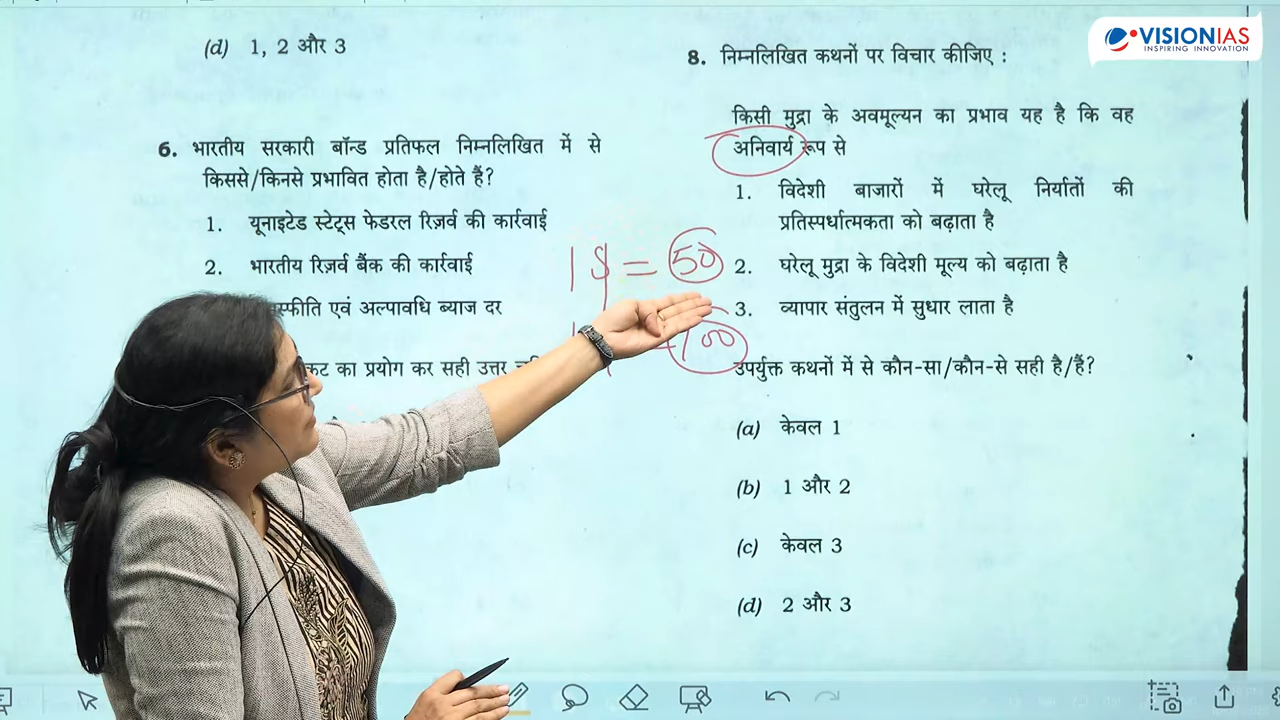 VISIONIAS
INSPIRING INNOVATION
(d) 1, 2 और 3
6. भारतीय सरकारी बॉन्ड प्रतिफल निम्नलिखित में से
किससे/किनसे प्रभावित होता है/होते हैं?
1. यूनाइटेड स्टेट्स फेडरल रिज़र्व की कार्रवाई
2. भारतीय रिज़र्व बैंक की कार्रवाई
एवं अल्पावधि ब्याज दर
का प्रयोग कर सही उत्तर
1$ = 50
100
8. निम्नलिखित कथनों पर विचार कीजिए :
किसी मुद्रा के अवमूल्यन का प्रभाव यह है कि वह
अनिवार्य रूप से
1. विदेशी बाजारों में घरेलू निर्यातों की
प्रतिस्पर्धात्मकता को बढ़ाता है
2. घरेलू मुद्रा के विदेशी मूल्य को बढ़ाता है
3. व्यापार संतुलन में सुधार लाता है
उपर्युक्त कथनों में से कौन-सा/कौन-से सही है/हैं?
(a) केवल 1
(b) 1 और 2
(c) केवल 3
(d) 2 और 3